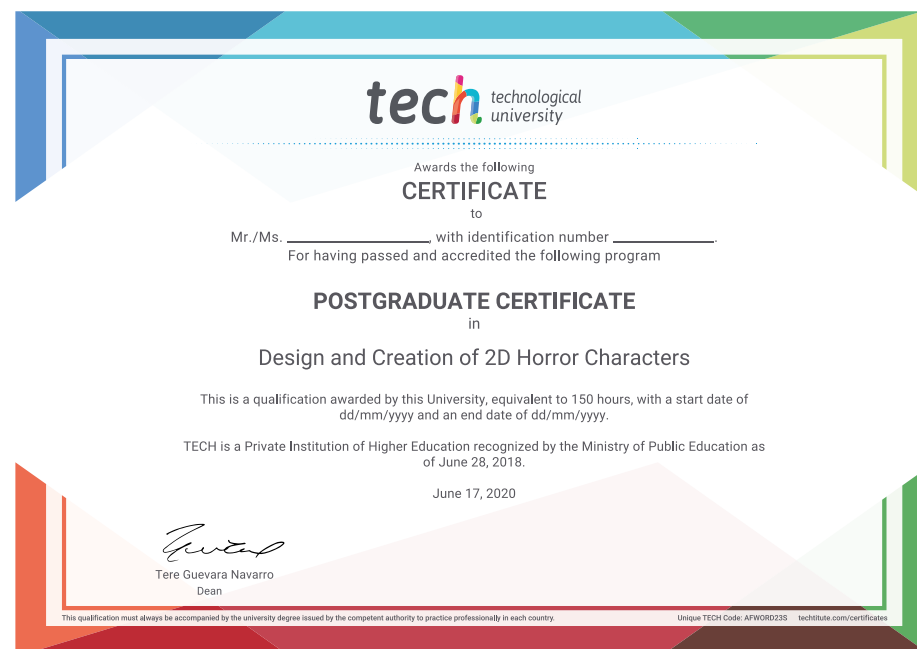 tech technological
university
Awards the following
CERTIFICATE
to
Mr./Ms. ____________, with identification number ____________.
For having passed and accredited the following program
POSTGRADUATE CERTIFICATE
in
Design and Creation of 2D Horror Characters
This is a qualification awarded by this University, equivalent to 150 hours, with a start date of
dd/mm/yyyy and an end date of dd/mm/yyyy.
TECH is a Private Institution of Higher Education recognized by the Ministry of Public Education as
of June 28, 2018.
June 17, 2020
Tere Guevara Navarro
Dean
This qualification must always be accompanied by the university degree issued by the competent authority to practice professionally in each country.
Unique TECH Code: AFWORD23S techtitute.com/certificates